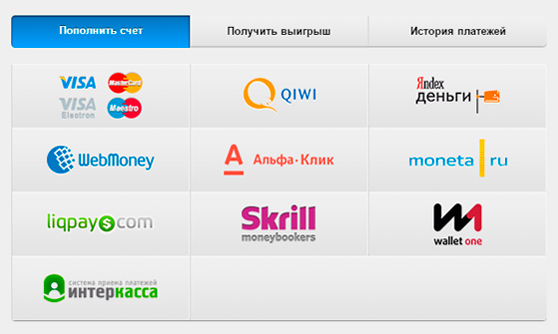 Пополнить счет
Получить выигрыш
История платежей
VISA MasterCard
VISA Electron Maestro
QIWI
Яndex
деньги
WebMoney
Альфа·Клик
moneta ru
liqpay$com
Skrill
moneybookers
wallet one
система приема платежей
интеркасса